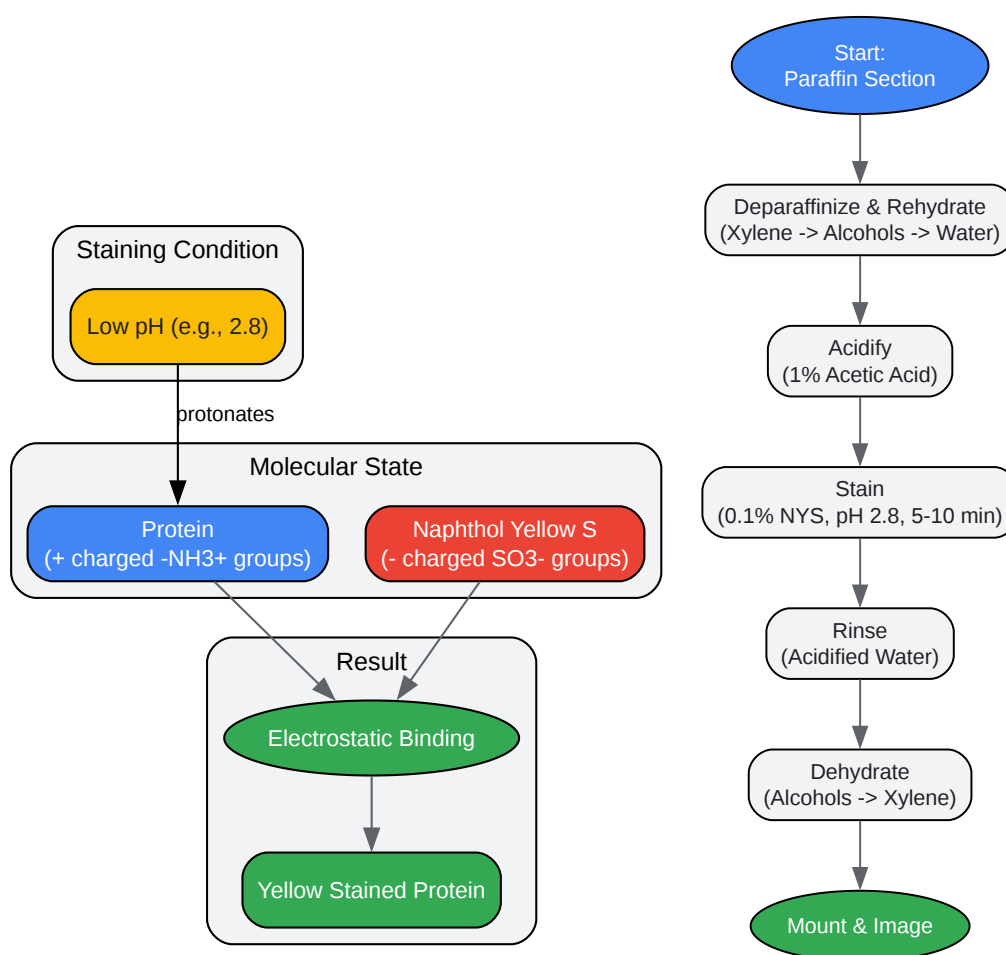 Staining Condition
Low pH (e.g., 2.8)
protonates
Molecular State
Protein
(+ charged -NH3+ groups)
Naphthol Yellow S
(- charged SO3- groups)
Result
Electrostatic Binding
Yellow Stained Protein
Start:
Paraffin Section
Deparaffinize & Rehydrate
(Xylene -> Alcohols -> Water)
Acidify
(1% Acetic Acid)
Stain
(0.1% NYS, pH 2.8, 5-10 min)
Rinse
(Acidified Water)
Dehydrate
(Alcohols -> Xylene)
Mount & Image